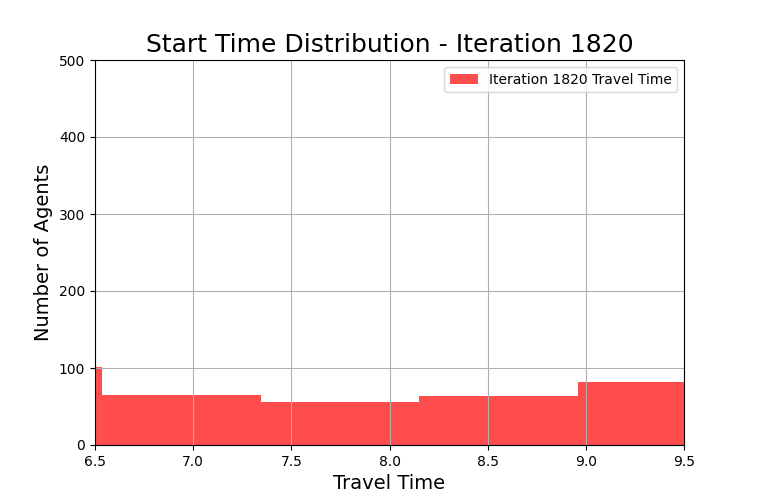 Start Time Distribution - Iteration 1820
Iteration 1820 Travel Time
Number of Agents
500
400
300
200
100
0
6.5 7.0 7.5 8.0 8.5 9.0 9.5
Travel Time